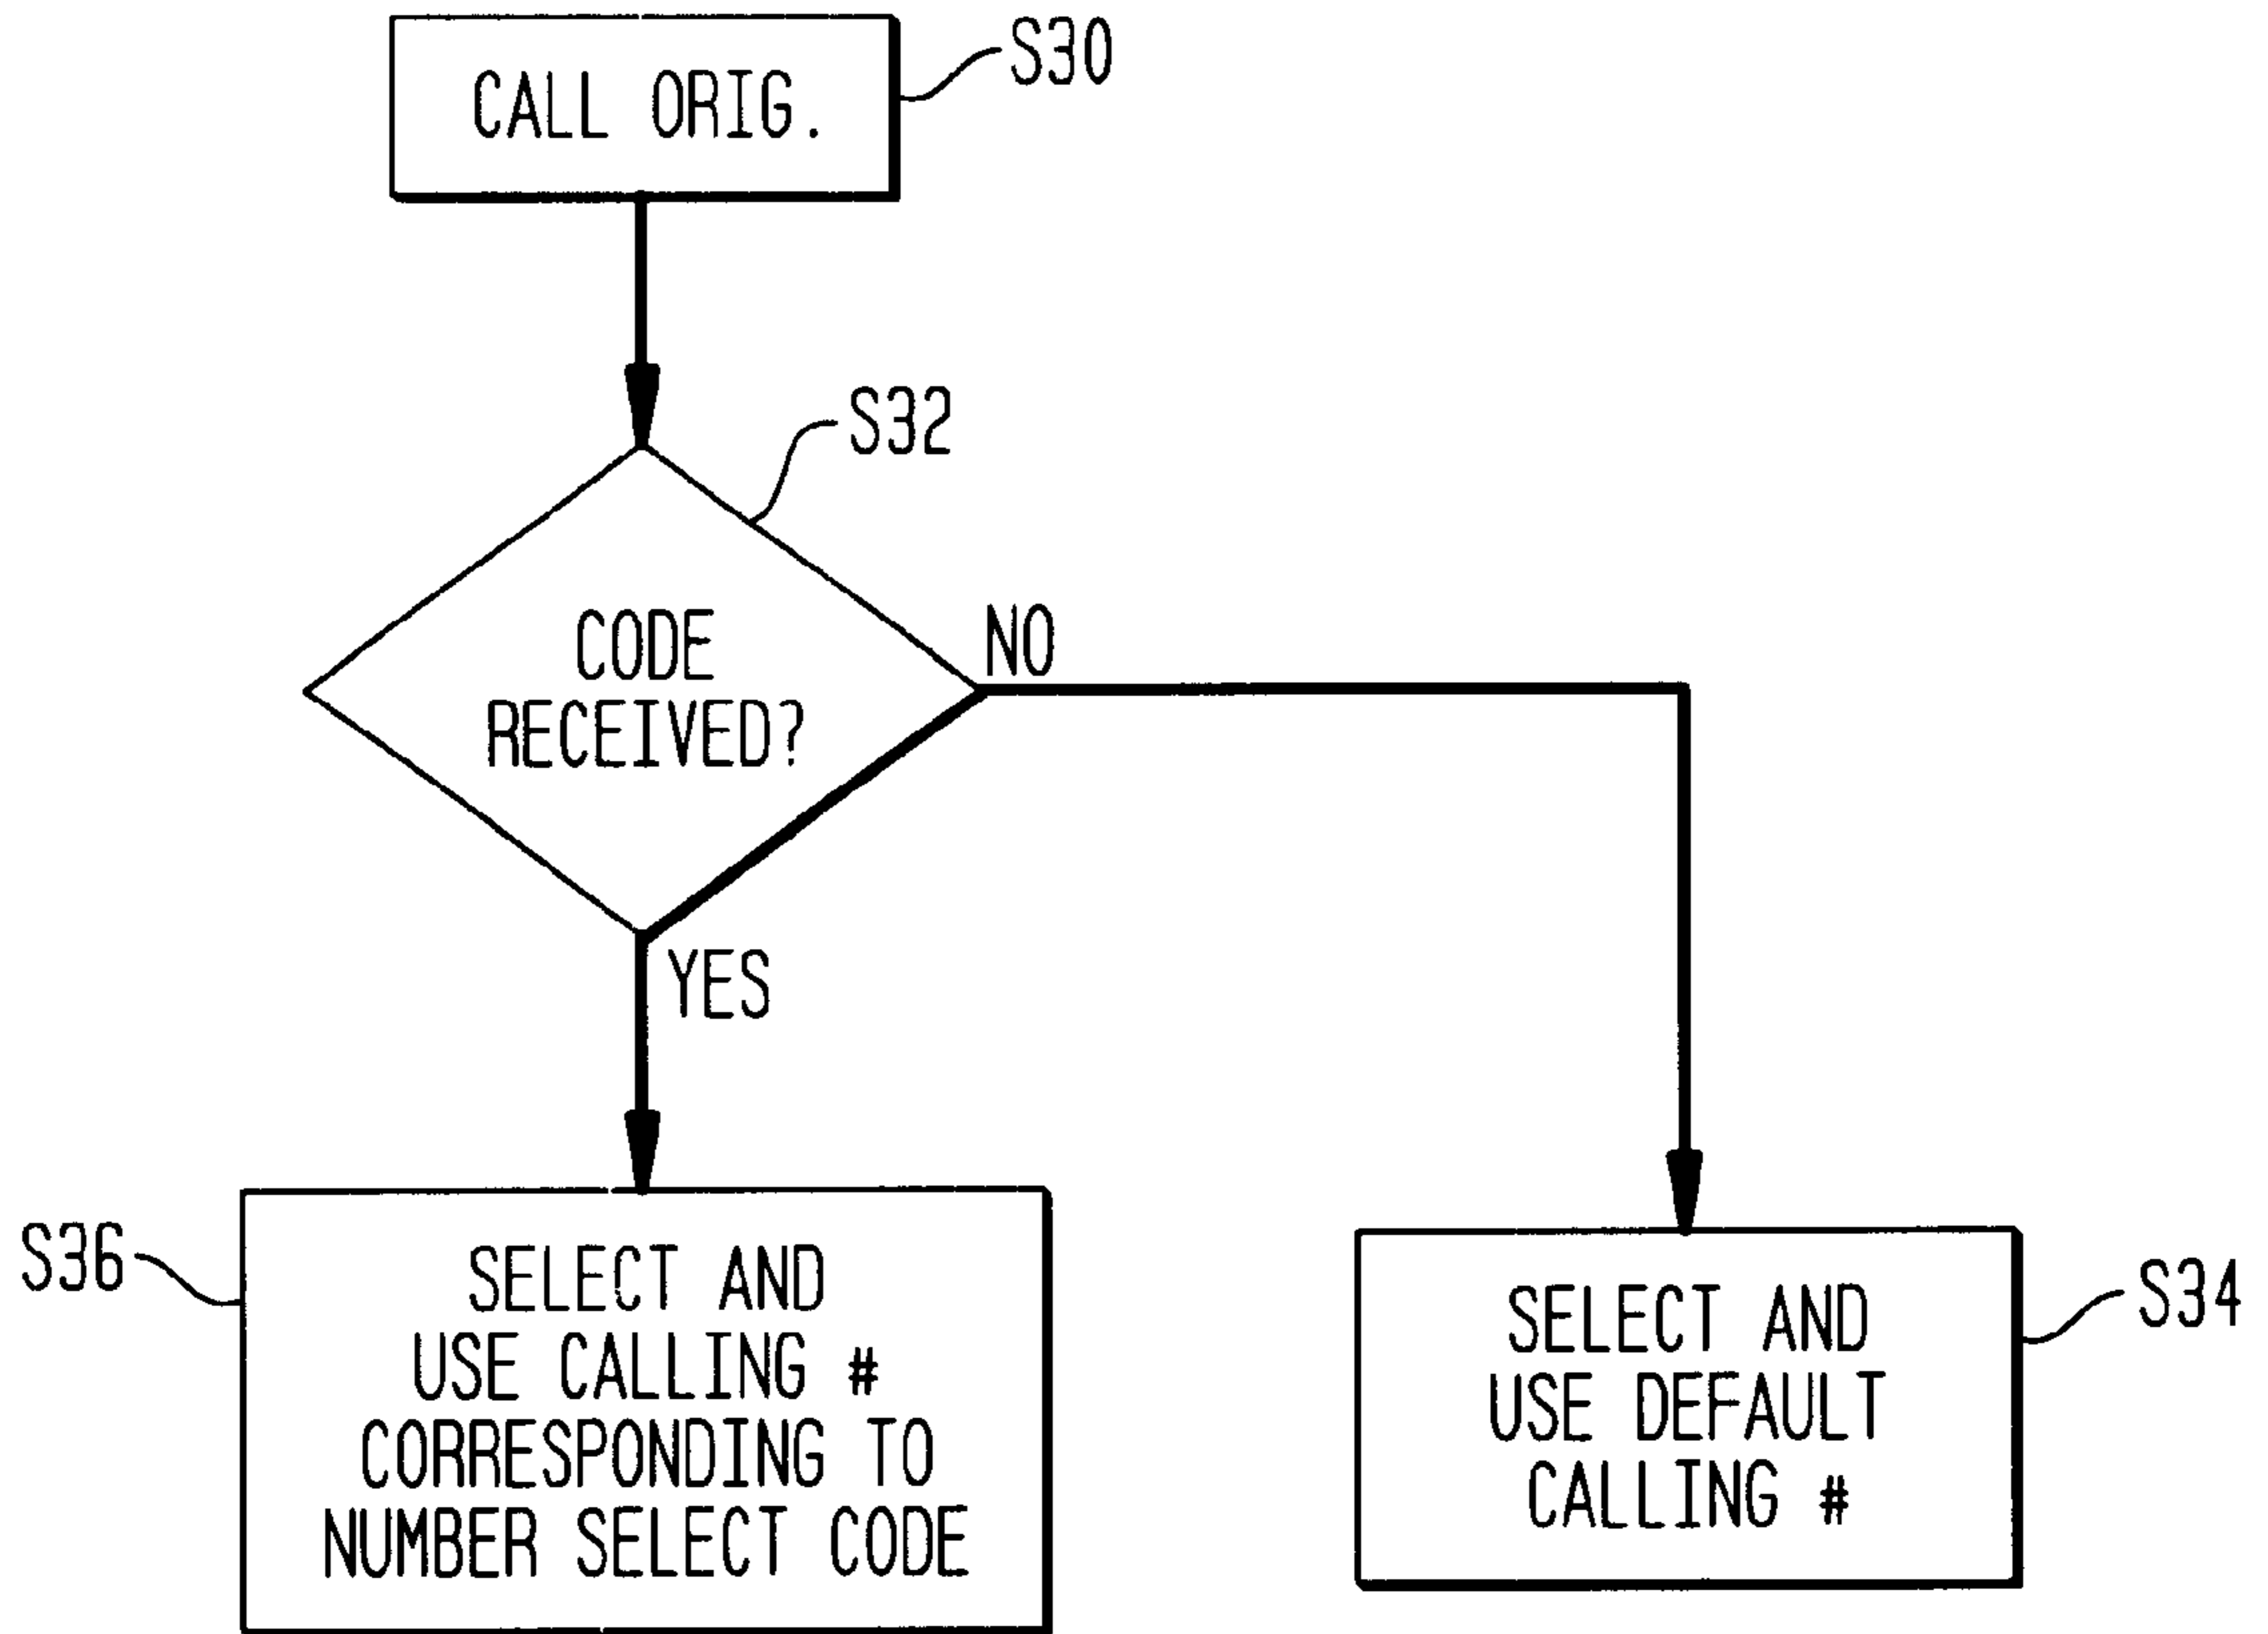 CALL ORIG.
S30
S32
CODE
RECEIVED?
NO
YES
S36
SELECT AND
USE CALLING #
CORRESPONDING TO
NUMBER SELECT CODE
SELECT AND
USE DEFAULT
CALLING #
S34